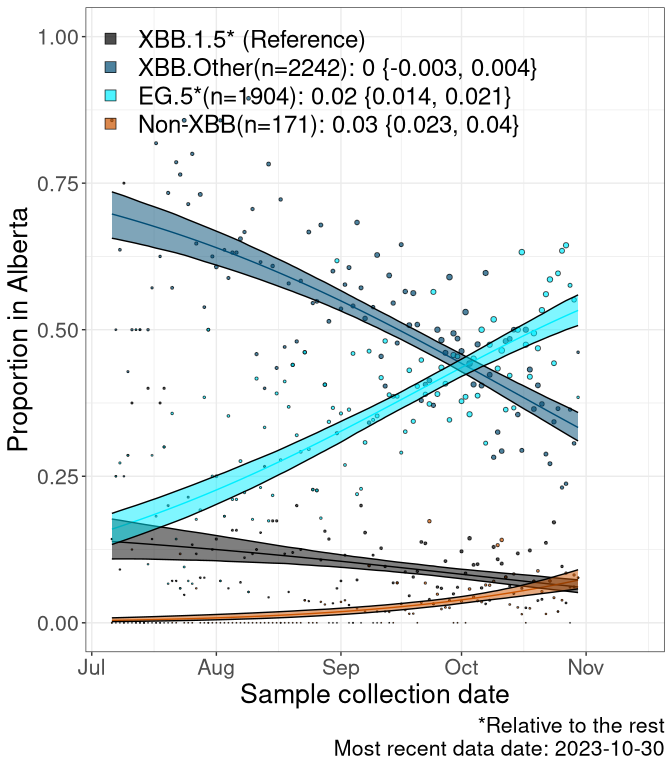 XBB.1.5* (Reference)
XBB.Other(n=2242): 0 {-0.003, 0.004}
EG.5*(n=1904): 0.02 {0.014, 0.021}
Non-XBB(n=171): 0.03 {0.023, 0.04}
1.00
0.75
0.50
0.25
0.00
Proportion in Alberta
Jul Aug Sep Oct Nov
Sample collection date
*Relative to the rest
Most recent data date: 2023-10-30